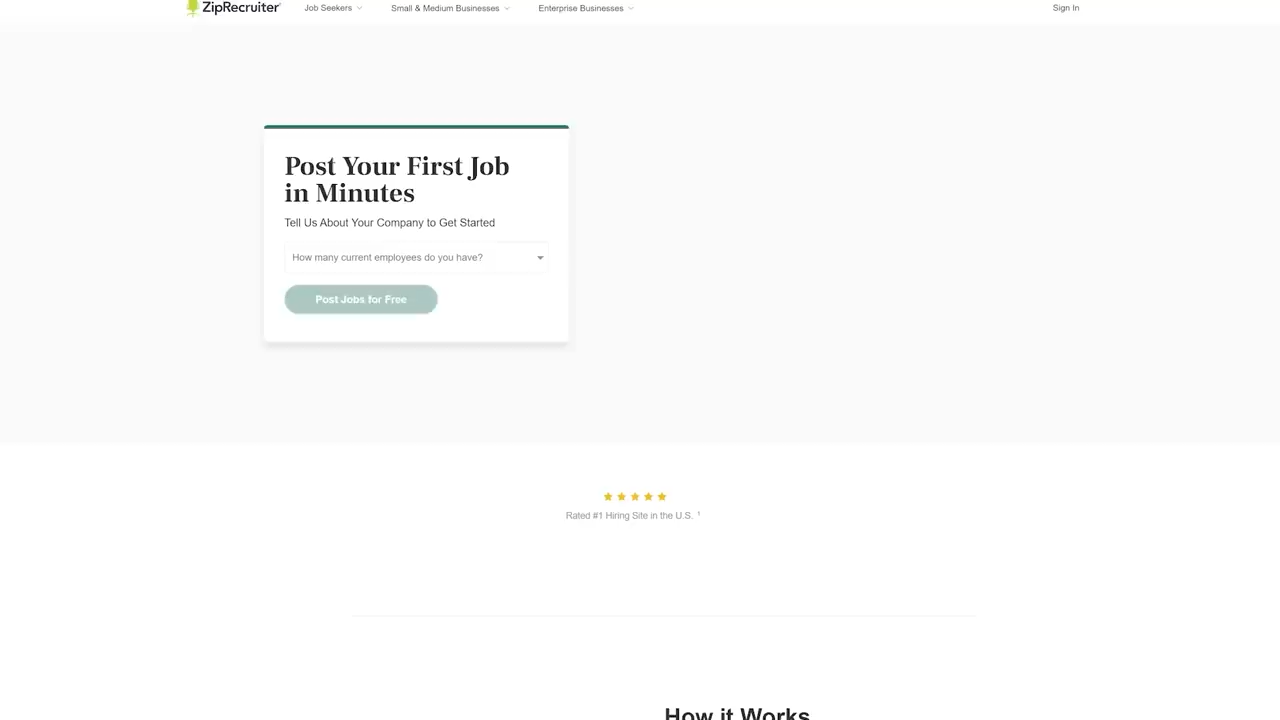 ZipRecruiter
Job Seekers
Small & Medium Businesses
Enterprise Businesses
Sign In
Post Your First Job
in Minutes
Tell Us About Your Company to Get Started
How many current employees do you have?
Post Jobs for Free
Rated #1 Hiring Site in the U.S. ¹
How it Works